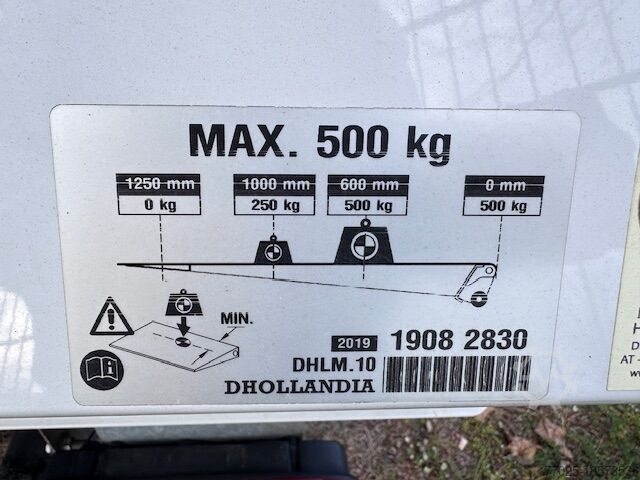 MAX. 500 kg
1250 mm 1000 mm 600 mm 0 mm
0 kg 250 kg 500 kg 500 kg
MIN.
2019 1908 2830
DHLM.10
DHOLLANDIA
H
D
AT -